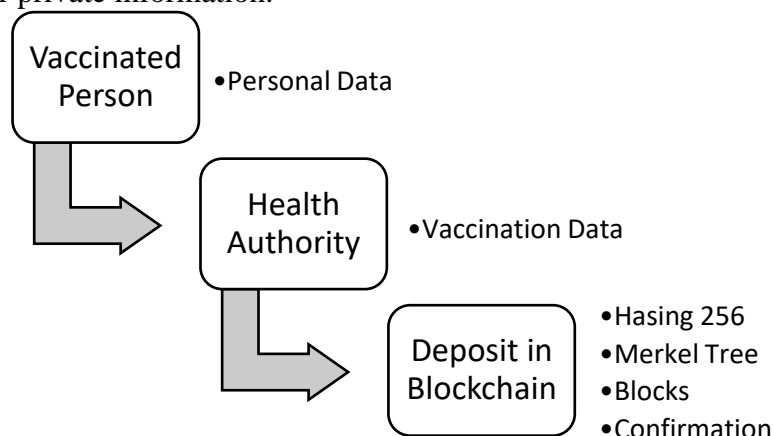 r private information.
Vaccinated
Person
•Personal Data
Health
Authority
•Vaccination Data
Deposit in
Blockchain
•Hasing 256
•Merkel Tree
•Blocks
•Confirmation